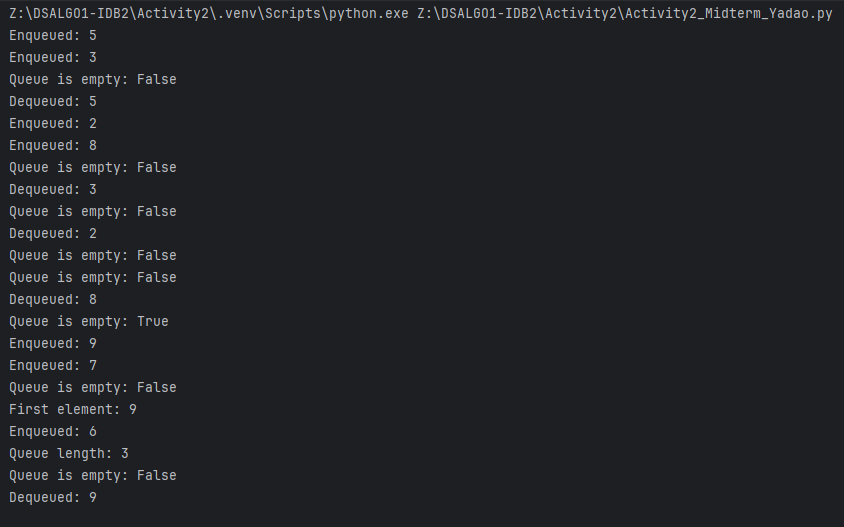 Z:\DSALGO1-IDB2\Activity2\.venv\Scripts\python.exe Z:\DSALGO1-IDB2\Activity2\Activity2_Midterm_Yadao.py
Enqueued: 5
Enqueued: 3
Queue is empty: False
Dequeued: 5
Enqueued: 2
Enqueued: 8
Queue is empty: False
Dequeued: 3
Queue is empty: False
Dequeued: 2
Queue is empty: False
Queue is empty: False
Dequeued: 8
Queue is empty: True
Enqueued: 9
Enqueued: 7
Queue is empty: False
First element: 9
Enqueued: 6
Queue length: 3
Queue is empty: False
Dequeued: 9